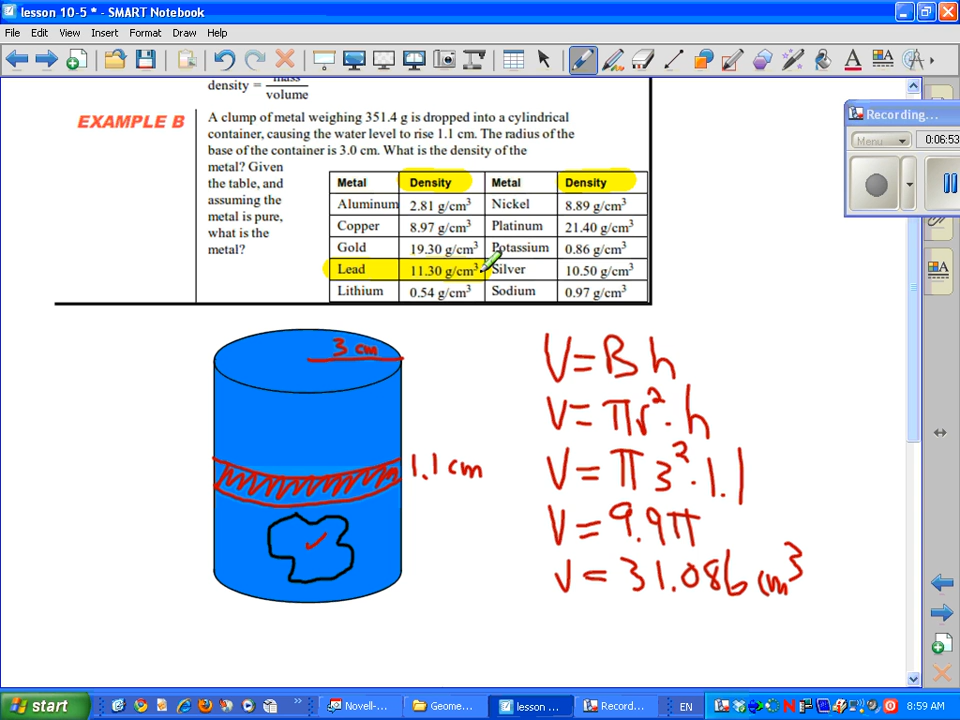 lesson 10-5 * - SMART Notebook
File Edit View Insert Format Draw Help
Recording...
Menu
0:06:53
density = mass
volume
EXAMPLE B
A clump of metal weighing 351.4 g is dropped into a cylindrical
container, causing the water level to rise 1.1 cm. The radius of the
base of the container is 3.0 cm. What is the density of the
metal? Given
the table, and
assuming the
metal is pure,
what is the
metal?
Metal Density Metal Density
Aluminum 2.81 g/cm³ Nickel 8.89 g/cm³
Copper 8.97 g/cm³ Platinum 21.40 g/cm³
Gold 19.30 g/cm³ Potassium 0.86 g/cm³
Lead 11.30 g/cm³ Silver 10.50 g/cm³
Lithium 0.54 g/cm³ Sodium 0.97 g/cm³
3 cm
1.1 cm
V=Bh
V=πr²·h
V=π3²·1.1
V=9.9π
V=31.086cm³
start
Novell-...
Geome...
lesson ...
Record...
EN
8:59 AM